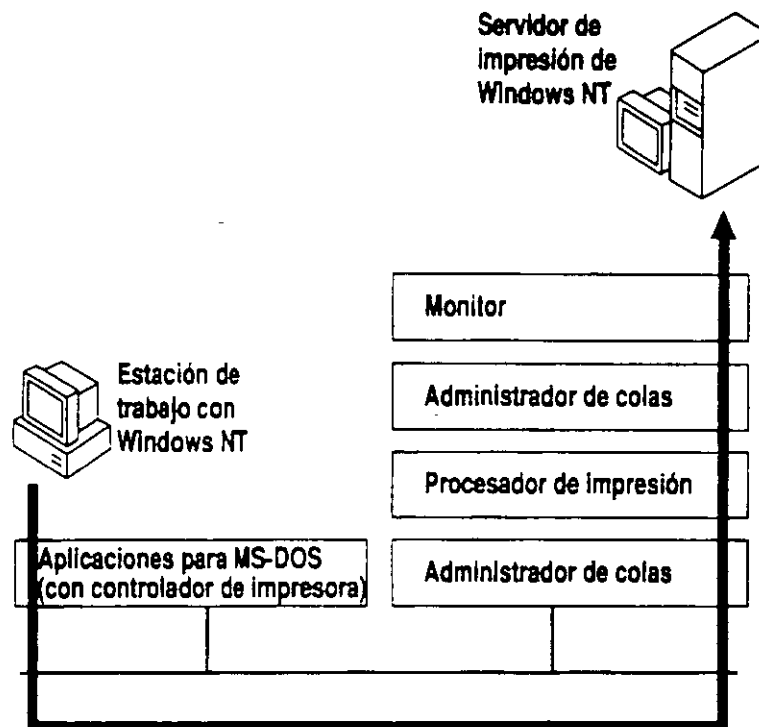 Servidor de
impresión de
Windows NT
Monitor
Estación de
trabajo con
Windows NT
Administrador de colas
Procesador de impresión
Aplicaciones para MS-DOS
(con controlador de impresora)
Administrador de colas